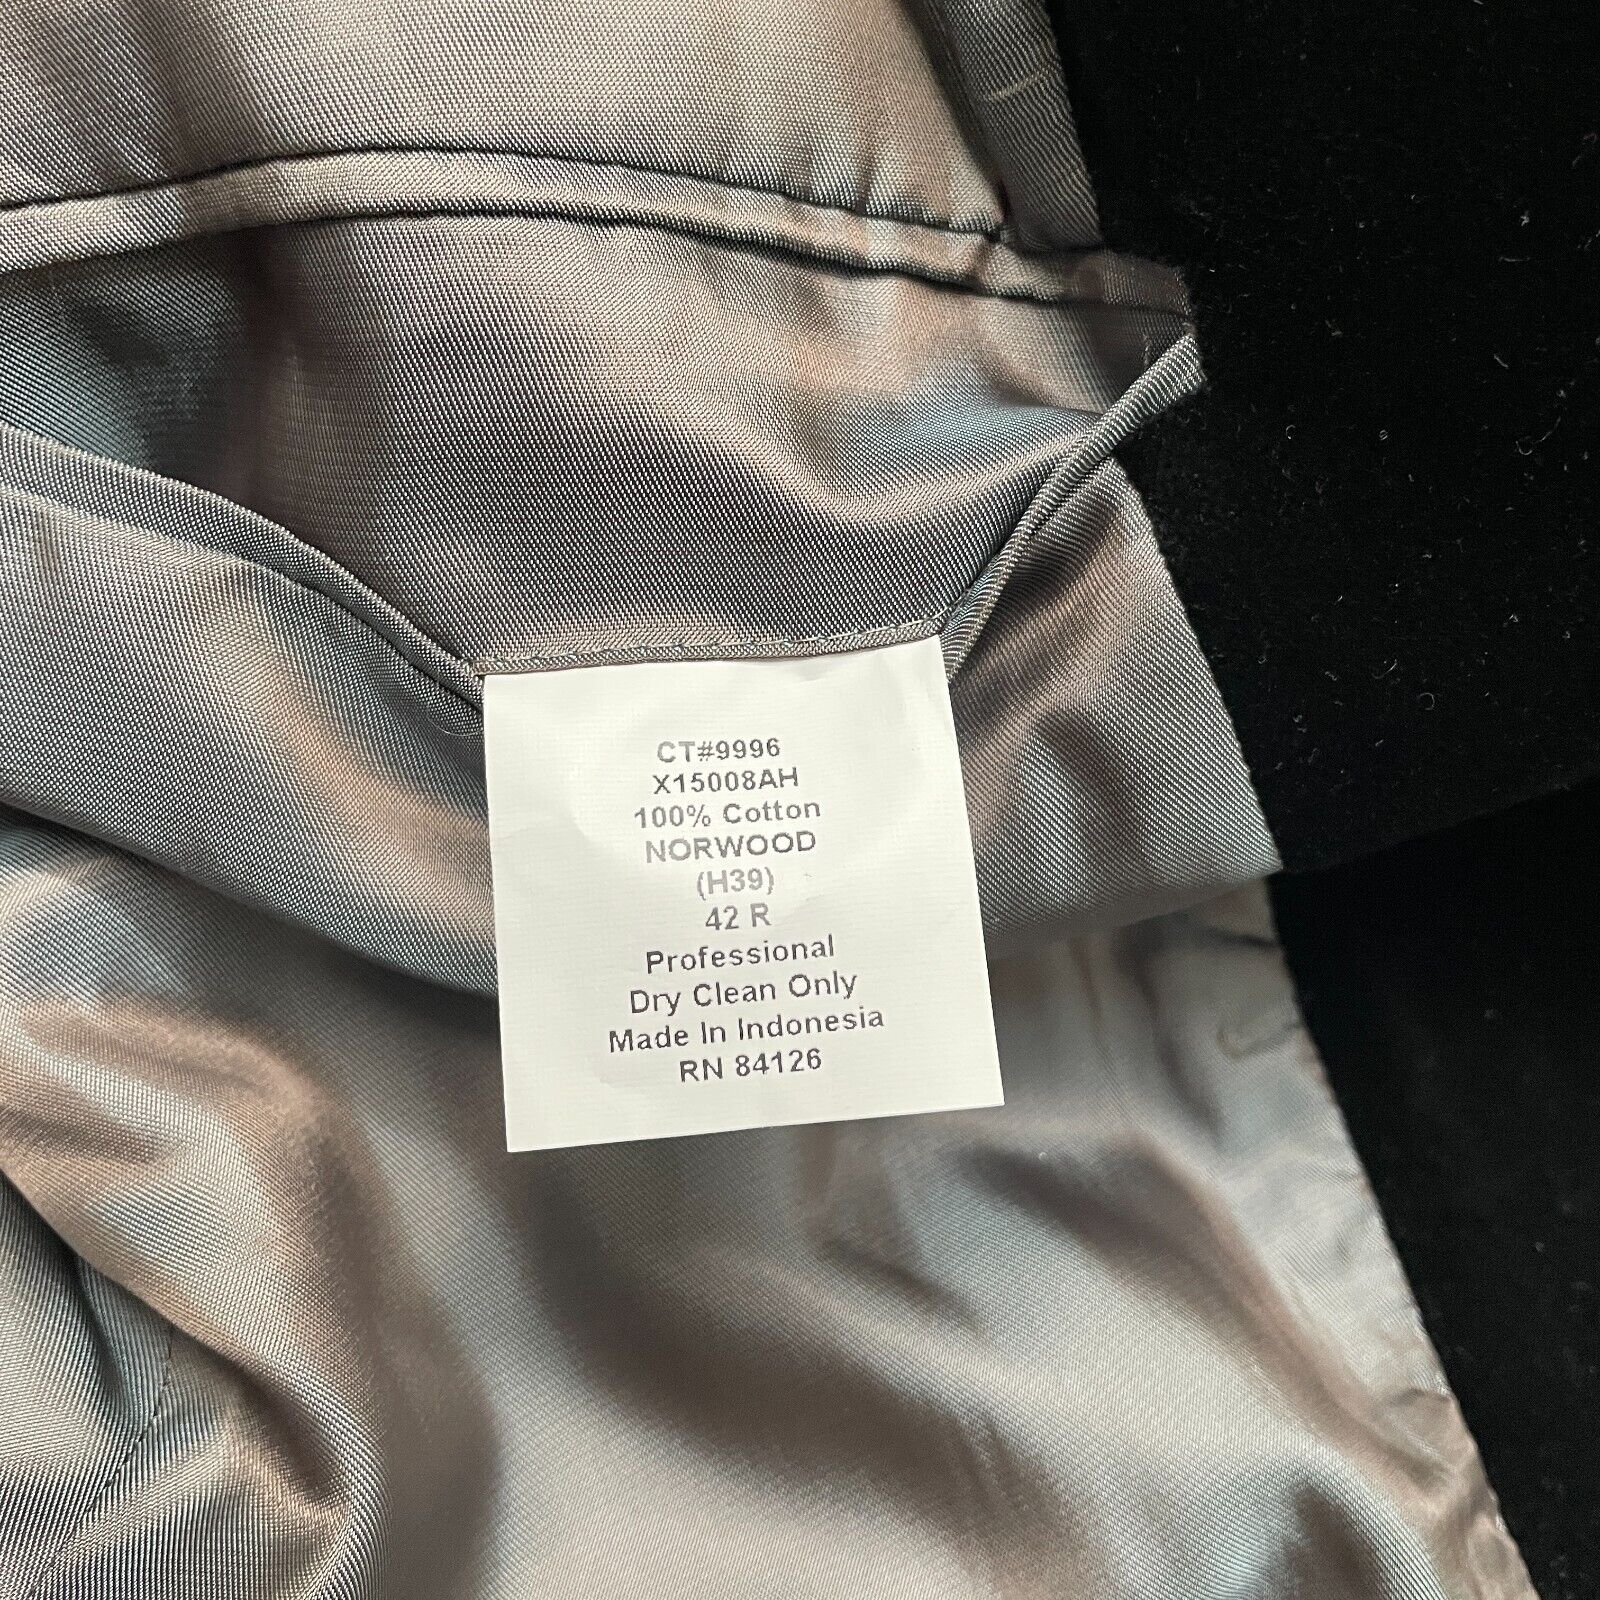 CT#9996
X15008AH
100% Cotton
NORWOOD
(H39)
42 R
Professional
Dry Clean Only
Made In Indonesia
RN 84126